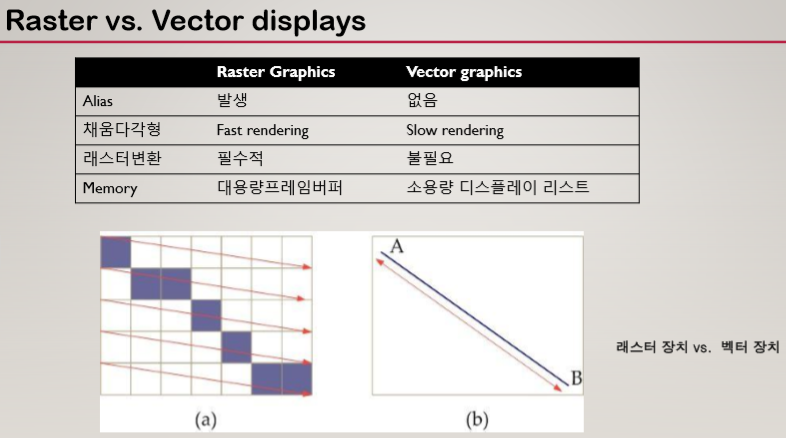 Raster vs. Vector displays
Raster Graphics Vector graphics
Alias 발생 없음
채움다각형 Fast rendering Slow rendering
래스터변환 필수적 불필요
Memory 대용량프레임버퍼 소용량 디스플레이 리스트
A
B
래스터 장치 vs. 벡터 장치
(a) (b)